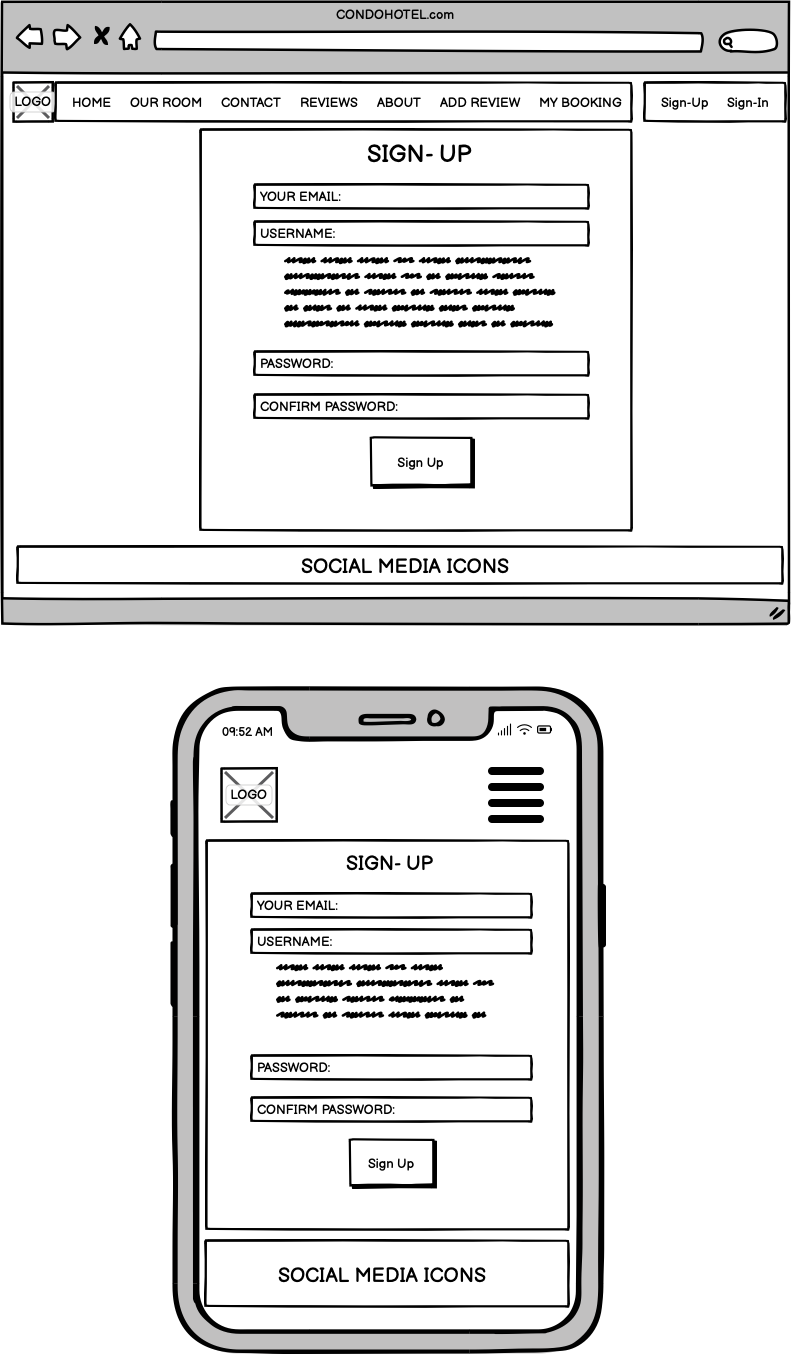 CONDOHOTEL.com
LOGO HOME OUR ROOM CONTACT REVIEWS ABOUT ADD REVIEW MY BOOKING Sign-Up Sign-In
SIGN- UP
YOUR EMAIL:
USERNAME:
PASSWORD:
CONFIRM PASSWORD:
Sign Up
SOCIAL MEDIA ICONS
09:52 AM
LOGO
SIGN- UP
YOUR EMAIL:
USERNAME:
PASSWORD:
CONFIRM PASSWORD:
Sign Up
SOCIAL MEDIA ICONS